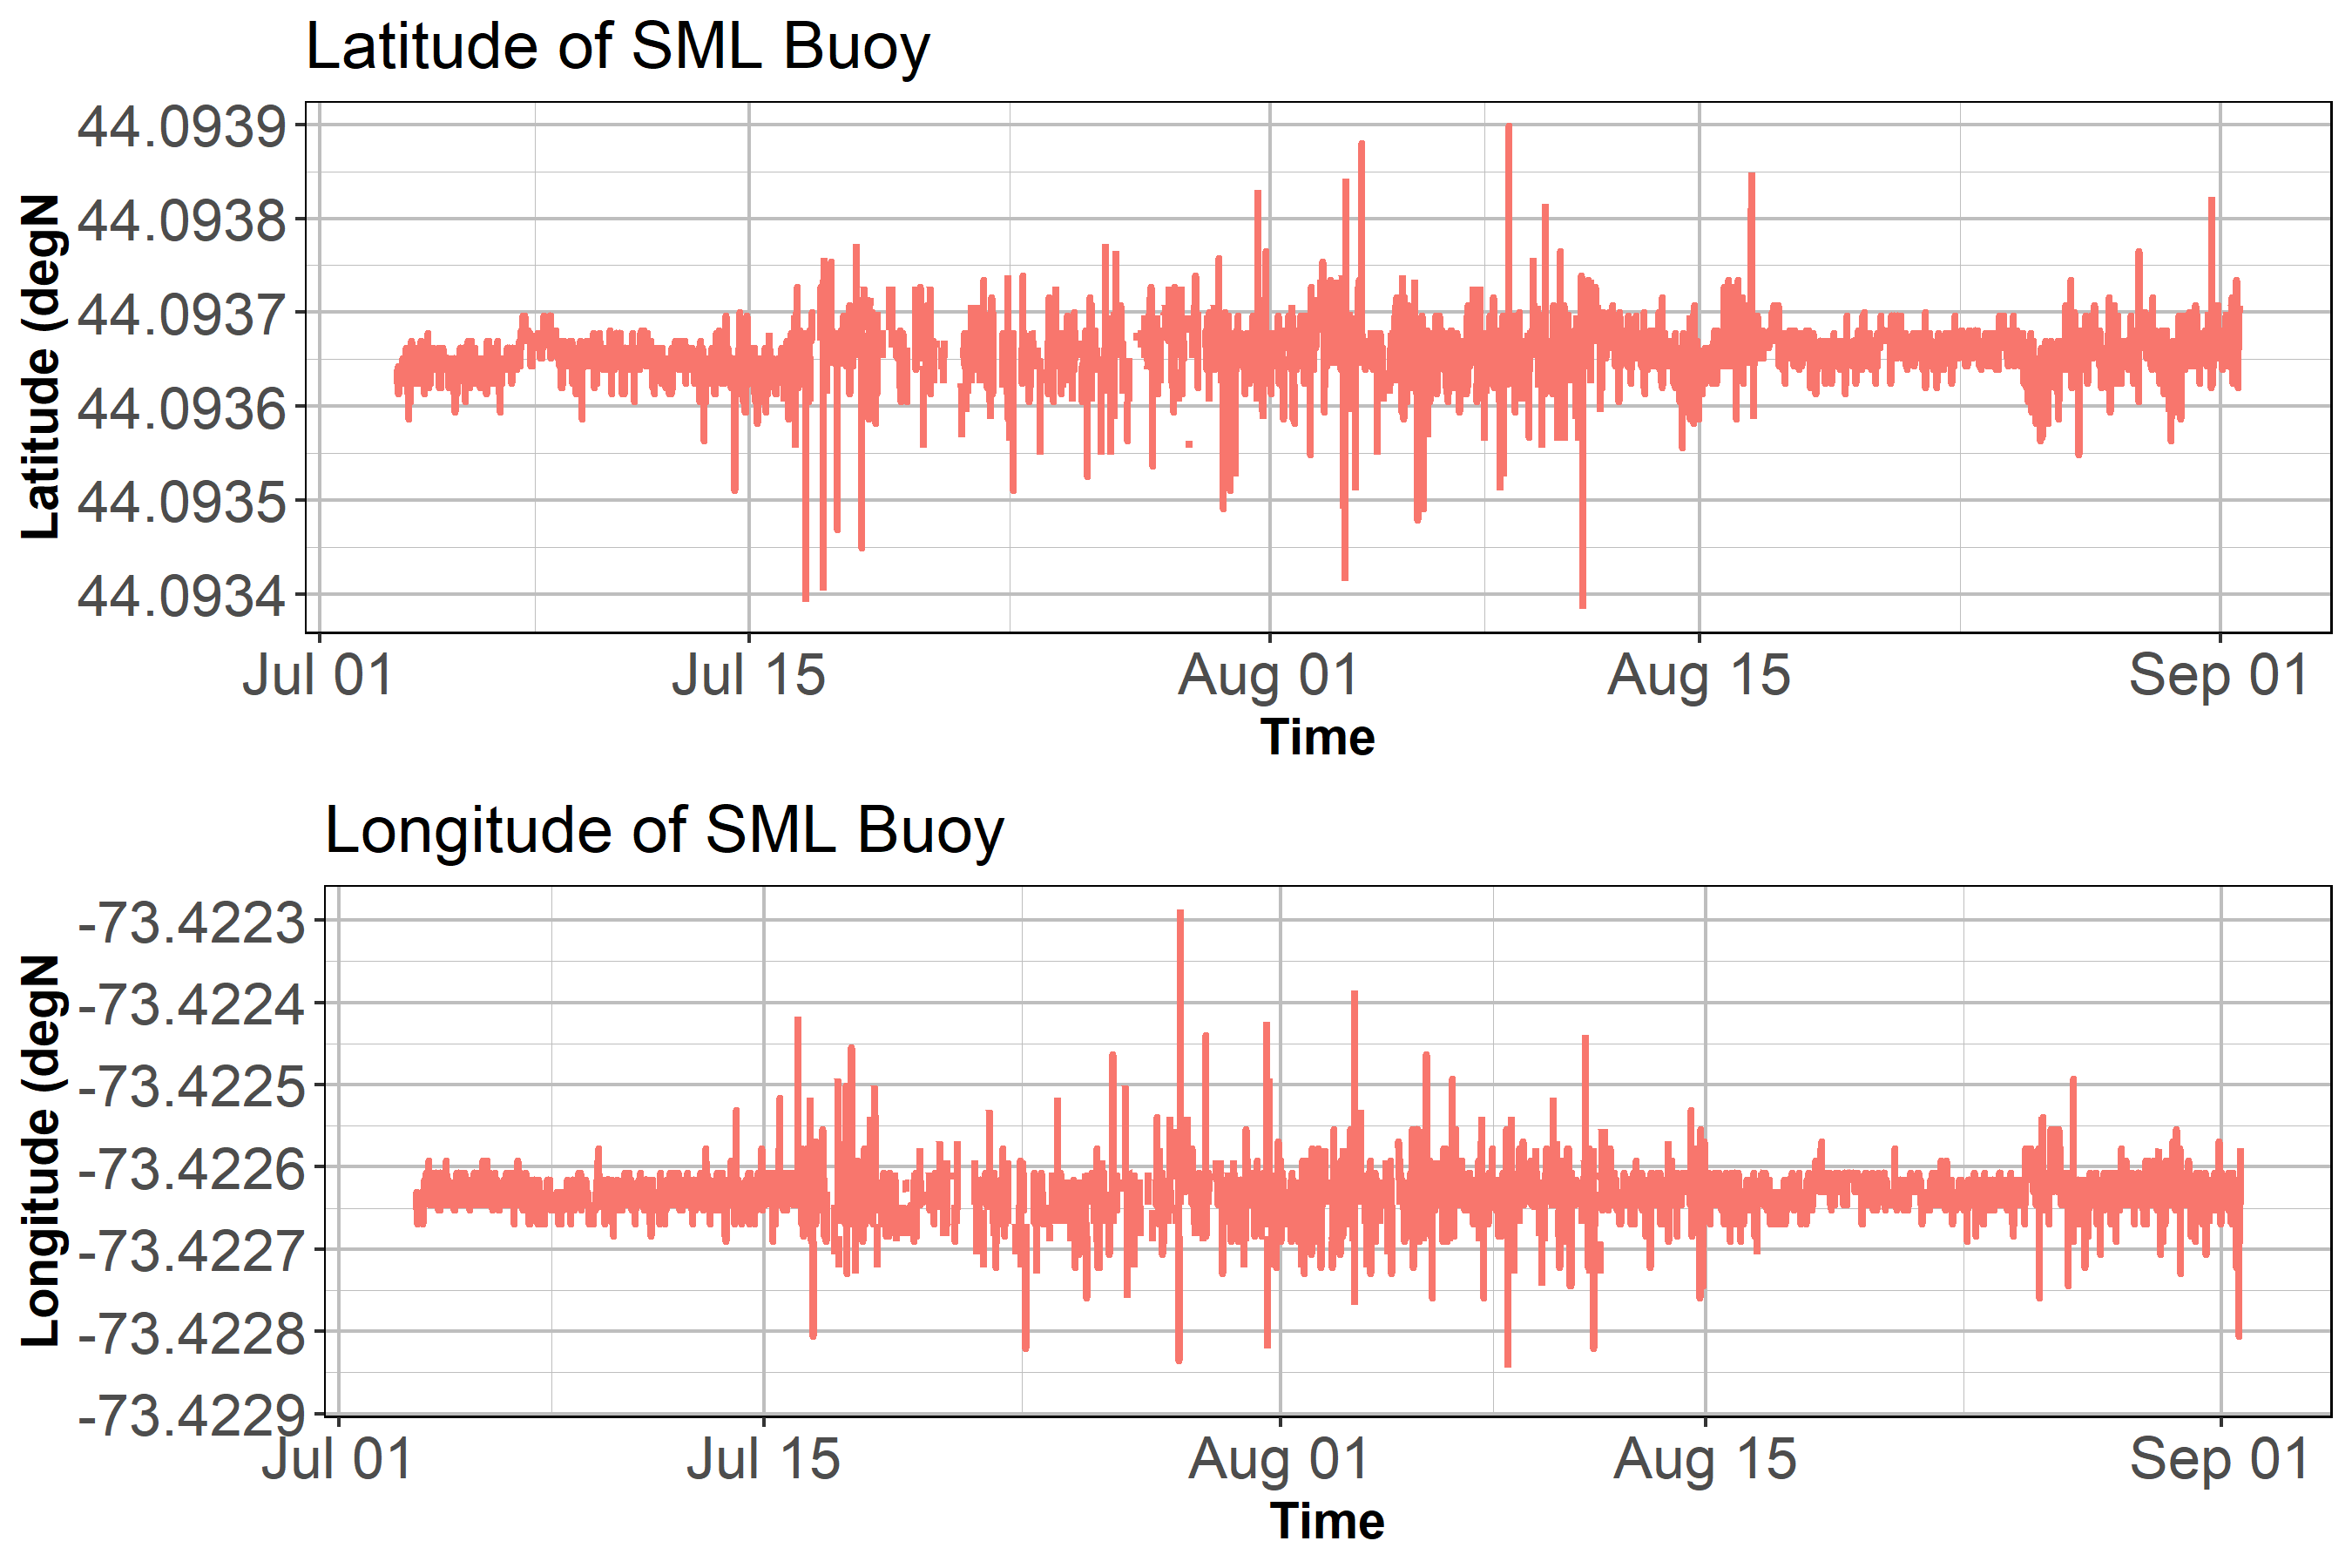 Latitude of SML Buoy
44.0939
44.0938
44.0937
44.0936
44.0935
44.0934
Latitude (degN
Jul 01 Jul 15 Aug 01 Aug 15 Sep 01
Time
Longitude of SML Buoy
-73.4223
-73.4224
-73.4225
-73.4226
-73.4227
-73.4228
-73.4229
Longitude (degN
Jul 01 Jul 15 Aug 01 Aug 15 Sep 01
Time